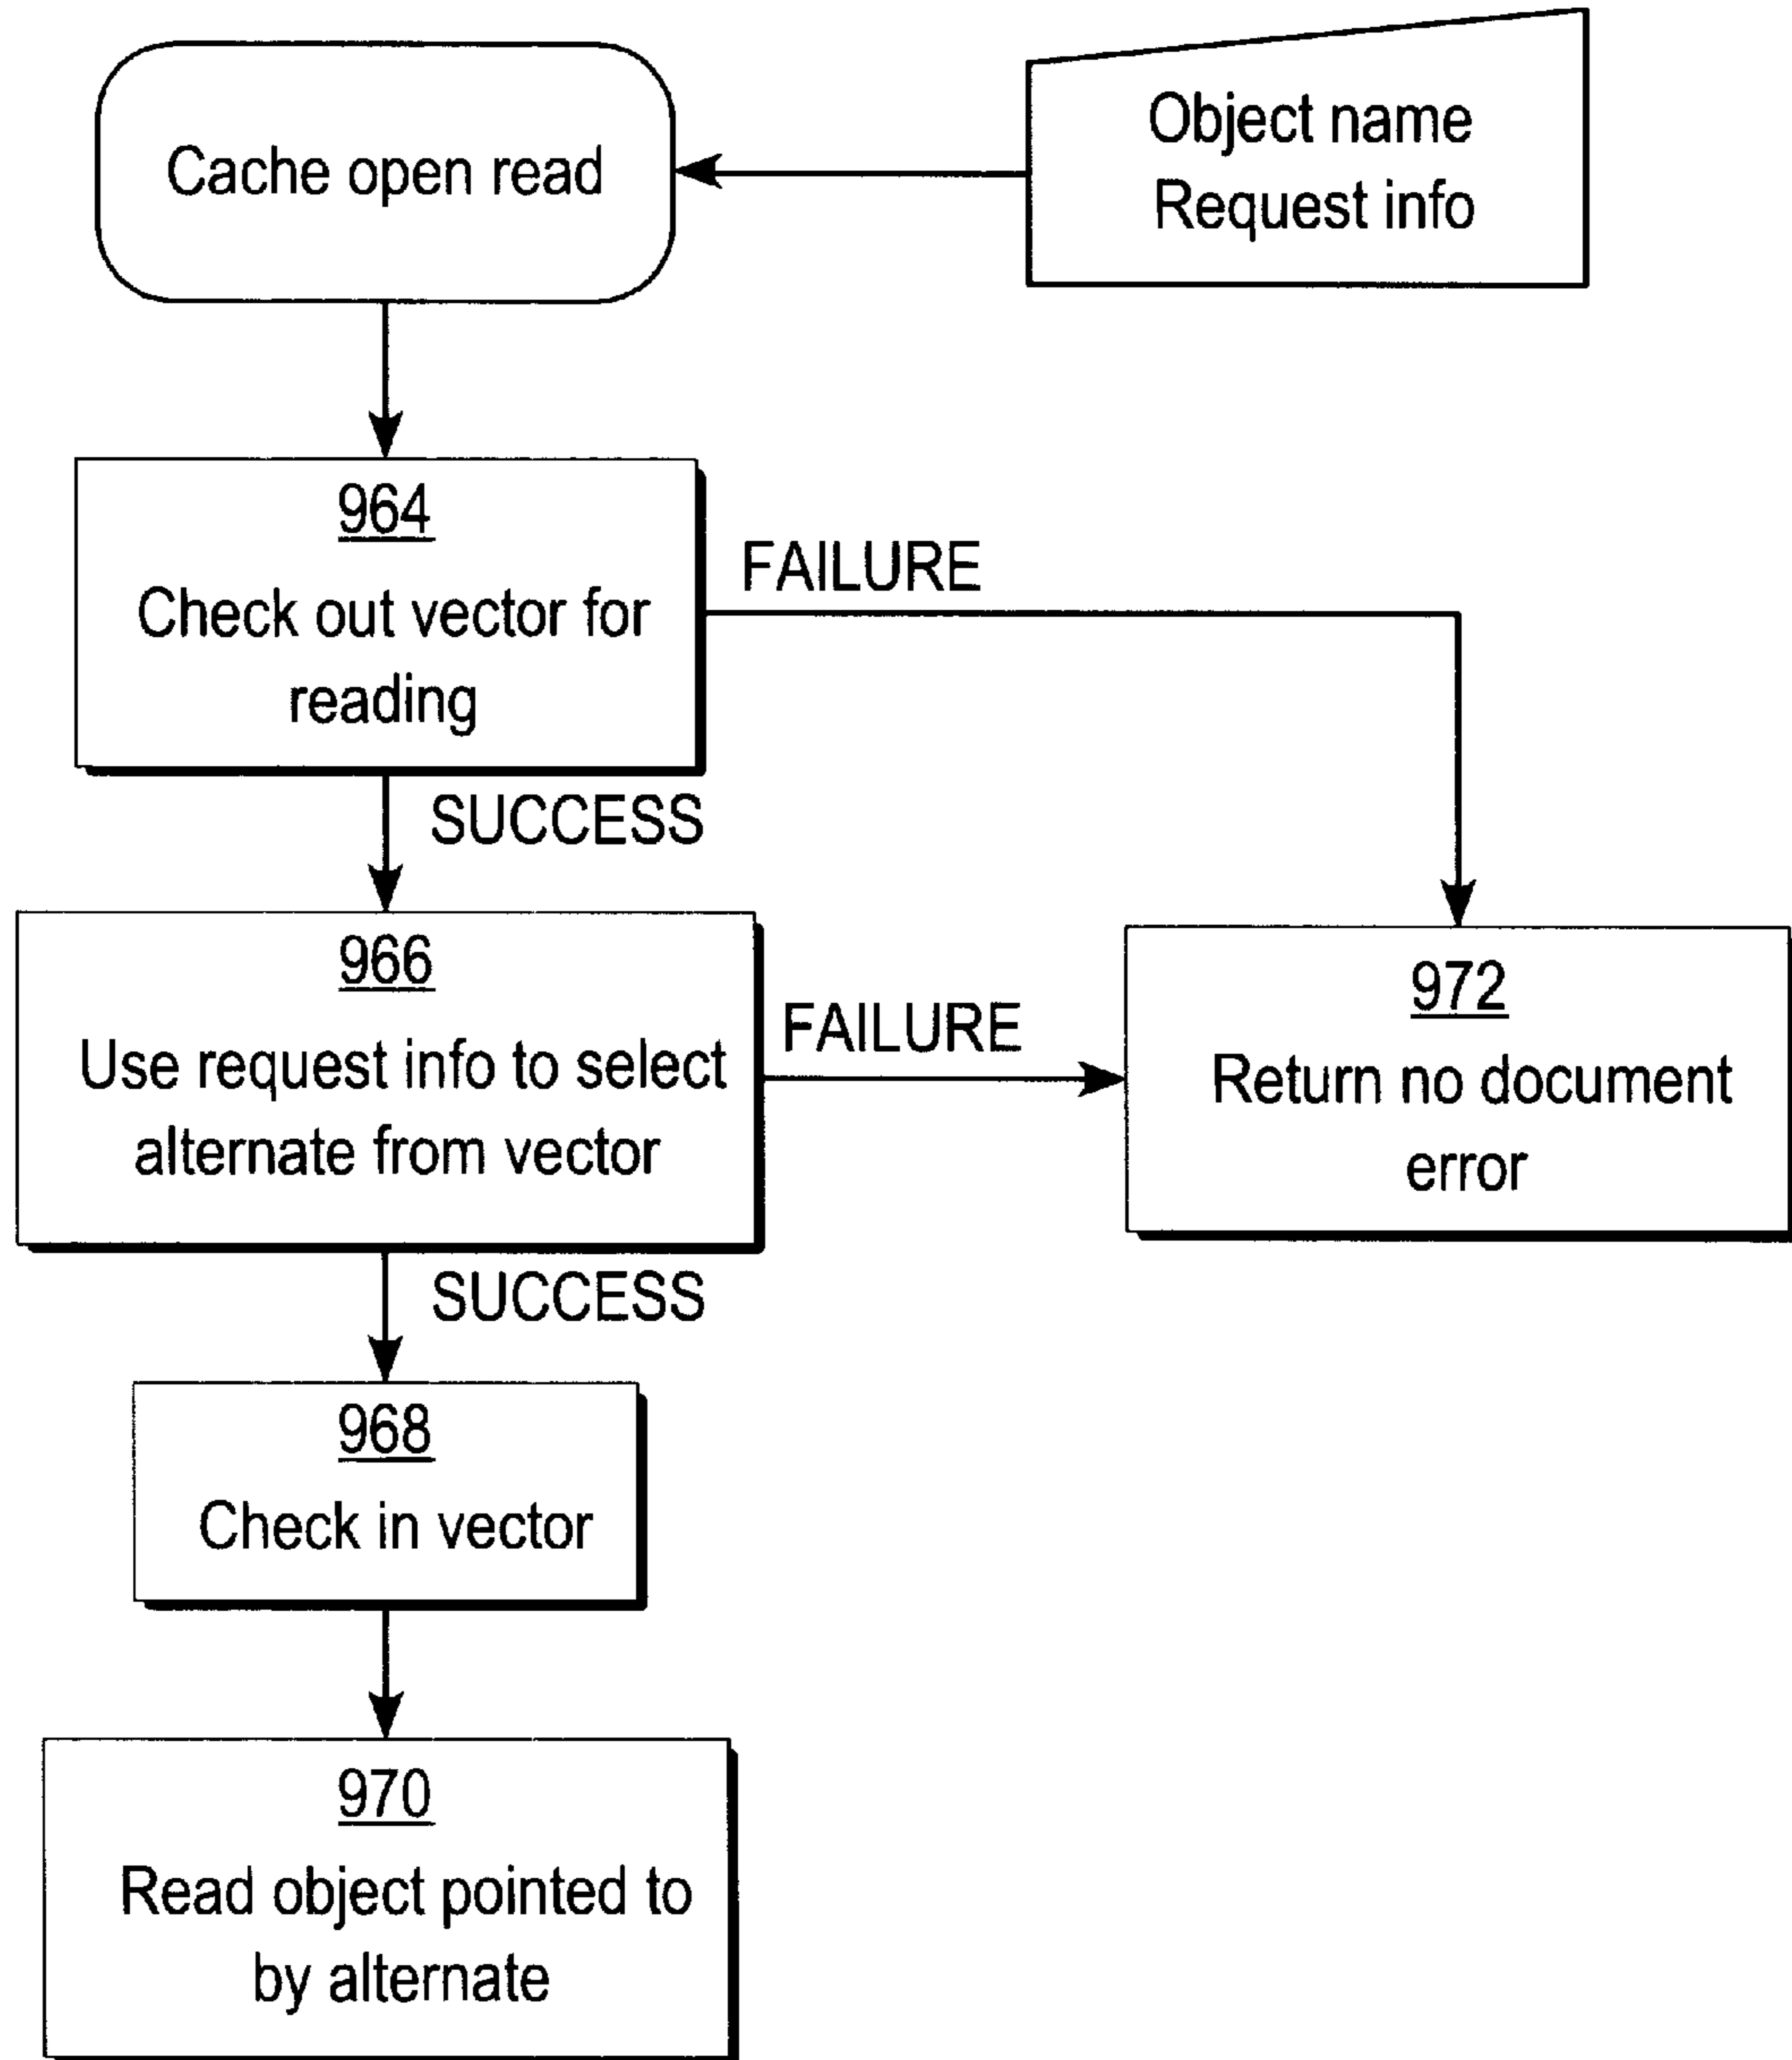 Cache open read
Object name
Request info
964
Check out vector for
reading
FAILURE
SUCCESS
966
Use request info to select
alternate from vector
FAILURE
972
Return no document
error
SUCCESS
968
Check in vector
970
Read object pointed to
by alternate